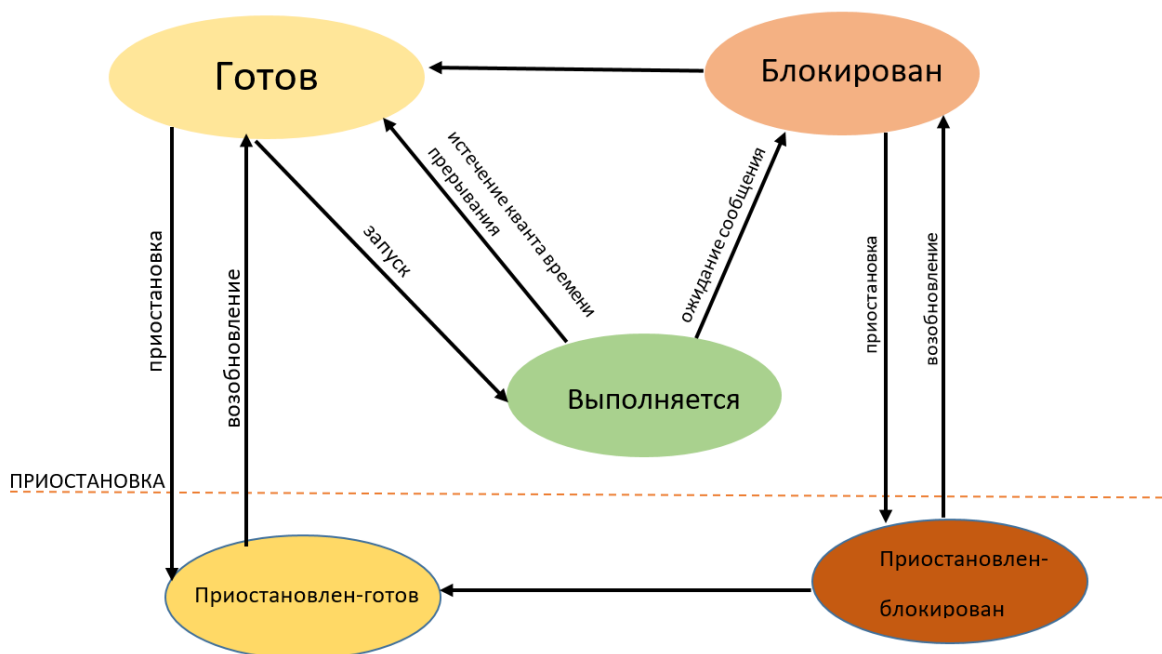 Готов
Блокирован
истечение кванта времени
прерывания
ожидание сообщения
запуск
приостановка
возобновление
приостановка
возобновление
Выполняется
ПРИОСТАНОВКА
Приостановлен-готов
Приостановлен-
блокирован